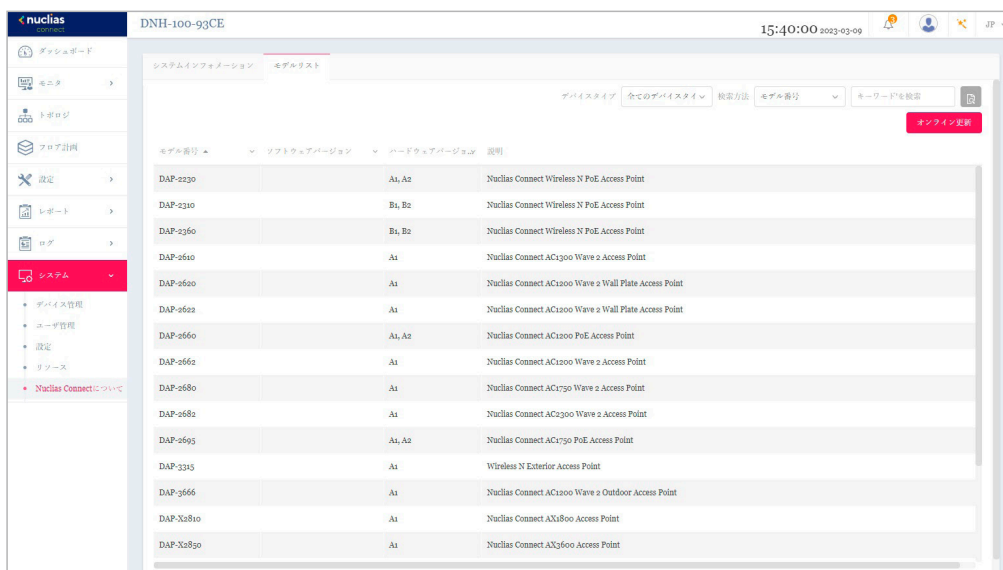 nuclias
connect
DNH-100-93CE
15:40:00 2023-03-09
3
JP
ダッシュボード
モニタ
トポロジ
フロア計画
設定
レポート
ログ
システム
デバイス管理
ユーザ管理
設定
リソース
Nuclias Connectについて
システムインフォメーション モデルリスト
デバイスタイプ 全てのデバイスタイ 検索方法 モデル番号 キーワードを検索
オンライン更新
モデル番号 ソフトウェアバージョン ハードウェアバージョ... 説明
DAP-2230 A1, A2 Nuclias Connect Wireless N PoE Access Point
DAP-2310 B1, B2 Nuclias Connect Wireless N PoE Access Point
DAP-2360 B1, B2 Nuclias Connect Wireless N PoE Access Point
DAP-2610 A1 Nuclias Connect AC1300 Wave 2 Access Point
DAP-2620 A1 Nuclias Connect AC1200 Wave 2 Wall Plate Access Point
DAP-2622 A1 Nuclias Connect AC1200 Wave 2 Wall Plate Access Point
DAP-2660 A1, A2 Nuclias Connect AC1200 PoE Access Point
DAP-2662 A1 Nuclias Connect AC1200 Wave 2 Access Point
DAP-2680 A1 Nuclias Connect AC1750 Wave 2 Access Point
DAP-2682 A1 Nuclias Connect AC2300 Wave 2 Access Point
DAP-2695 A1, A2 Nuclias Connect AC1750 PoE Access Point
DAP-3315 A1 Wireless N Exterior Access Point
DAP-3666 A1 Nuclias Connect AC1200 Wave 2 Outdoor Access Point
DAP-X2810 A1 Nuclias Connect AX1800 Access Point
DAP-X2850 A1 Nuclias Connect AX3600 Access Point